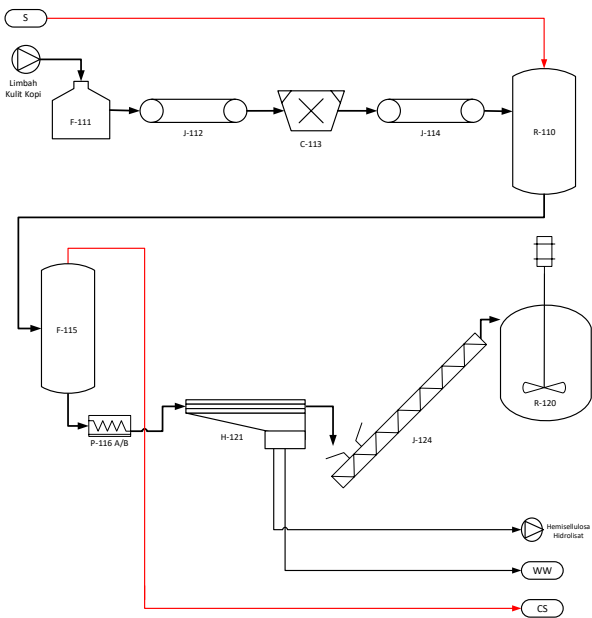 S
Limbah
Kulit Kopi
F-111
J-112
C-113
J-114
R-110
F-115
P-116 A/B
H-121
J-124
R-120
Hemisellulosa
Hidrolisat
WW
CS